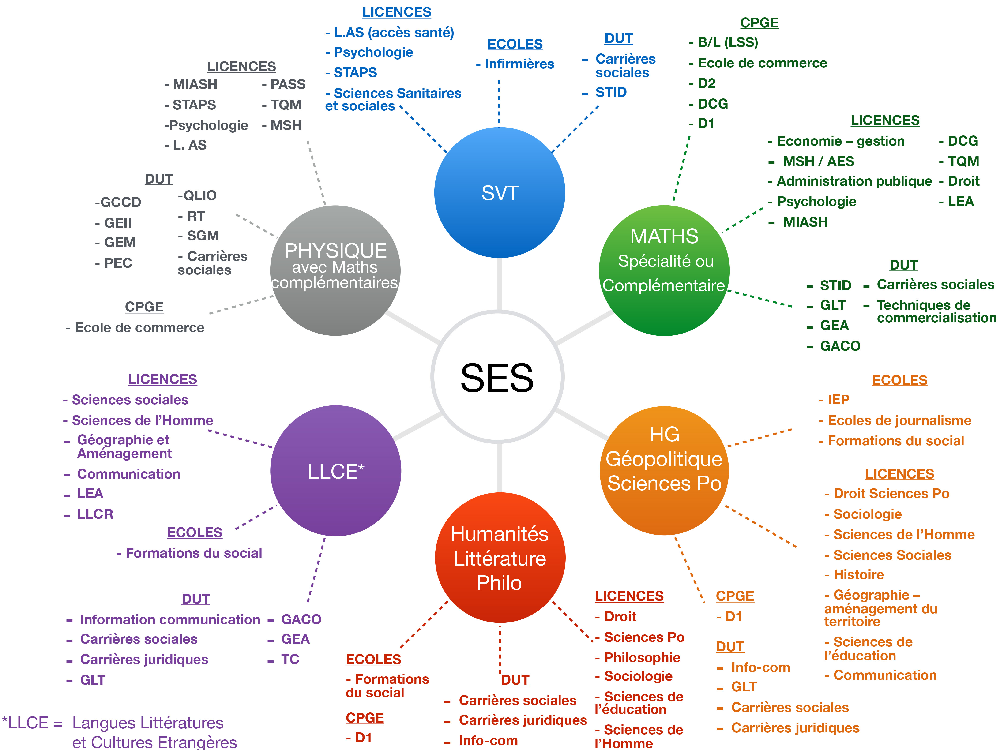 LICENCES
- L.AS (accès santé)
- Psychologie
- STAPS
- Sciences Sanitaires
et sociales
ECOLES
- Infirmières
DUT
- Carrières
sociales
- STID
SVT
CPGE
- B/L (LSS)
- Ecole de commerce
- D2
- DCG
- D1
LICENCES
- Economie – gestion
- MSH / AES
- Administration publique
- Psychologie
- MIASH
- DCG
- TQM
- Droit
- LEA
DUT
- STID
- GLT
- GEA
- GACO
- Carrières sociales
- Techniques de
commercialisation
MATHS
Spécialité ou
Complémentaire
LICENCES
- MIASH
- STAPS
-Psychologie
- L. AS
- PASS
- TQM
- MSH
DUT
-GCCD
- GEII
- GEM
- PEC
-QLIO
- RT
- SGM
- Carrières
sociales
CPGE
- Ecole de commerce
PHYSIQUE
avec Maths
complémentaires
SES
LICENCES
- Sciences sociales
- Sciences de l’Homme
- Géographie et
Aménagement
- Communication
- LEA
- LLCR
ECOLES
- Formations du social
DUT
- Information communication
- Carrières sociales
- Carrières juridiques
- GLT
- GACO
- GEA
- TC
LLCE*
ECOLES
- IEP
- Ecoles de journalisme
- Formations du social
LICENCES
- Droit Sciences Po
- Sociologie
- Sciences de l’Homme
- Sciences Sociales
- Histoire
- Géographie –
aménagement du
territoire
- Sciences de
l’éducation
- Communication
CPGE
- D1
DUT
- Info-com
- GLT
- Carrières sociales
- Carrières juridiques
HG
Géopolitique
Sciences Po
Humanités
Littérature
Philo
ECOLES
- Formations
du social
CPGE
- D1
DUT
- Carrières sociales
- Carrières juridiques
- Info-com
LICENCES
- Droit
- Sciences Po
- Philosophie
- Sociologie
- Sciences de
l’éducation
- Sciences de
l’Homme
*LLCE = Langues Littératures
et Cultures Etrangères